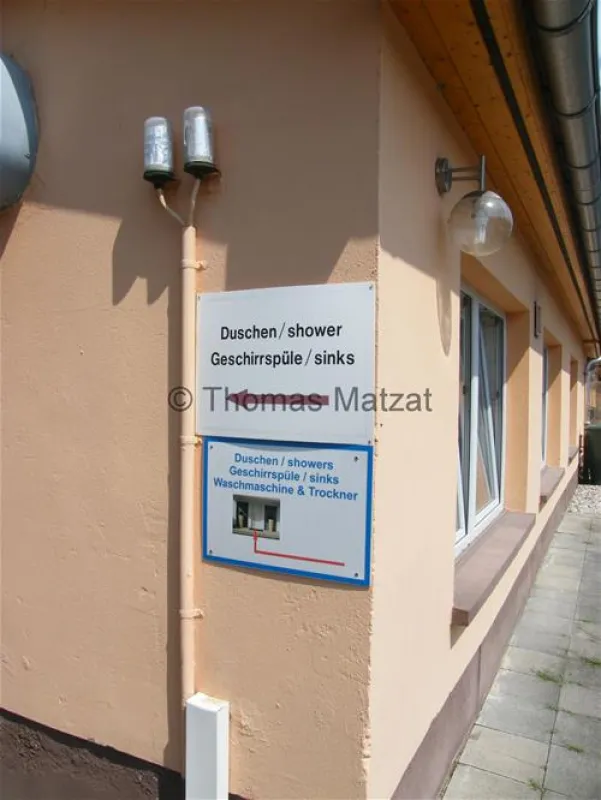 Duschen/shower
Geschirrspüle/sinks
© Thomas Matzat
Duschen / showers
Geschirrspüle / sinks
Waschmaschine & Trockner